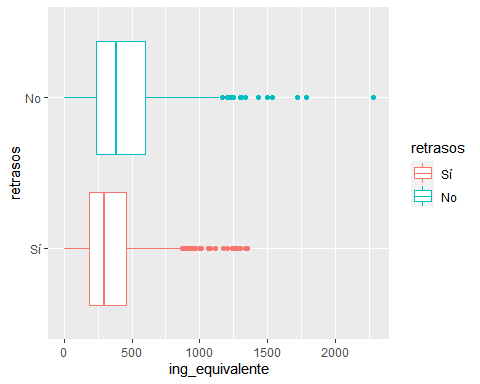 No
Sí
retrasos
0 500 1000 1500 2000
ing_equivalente
retrasos
Sí
No